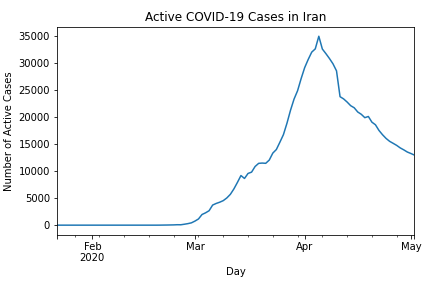 Active COVID-19 Cases in Iran
Number of Active Cases
35000
30000
25000
20000
15000
10000
5000
0
Feb
2020
Mar
Apr
May
Day